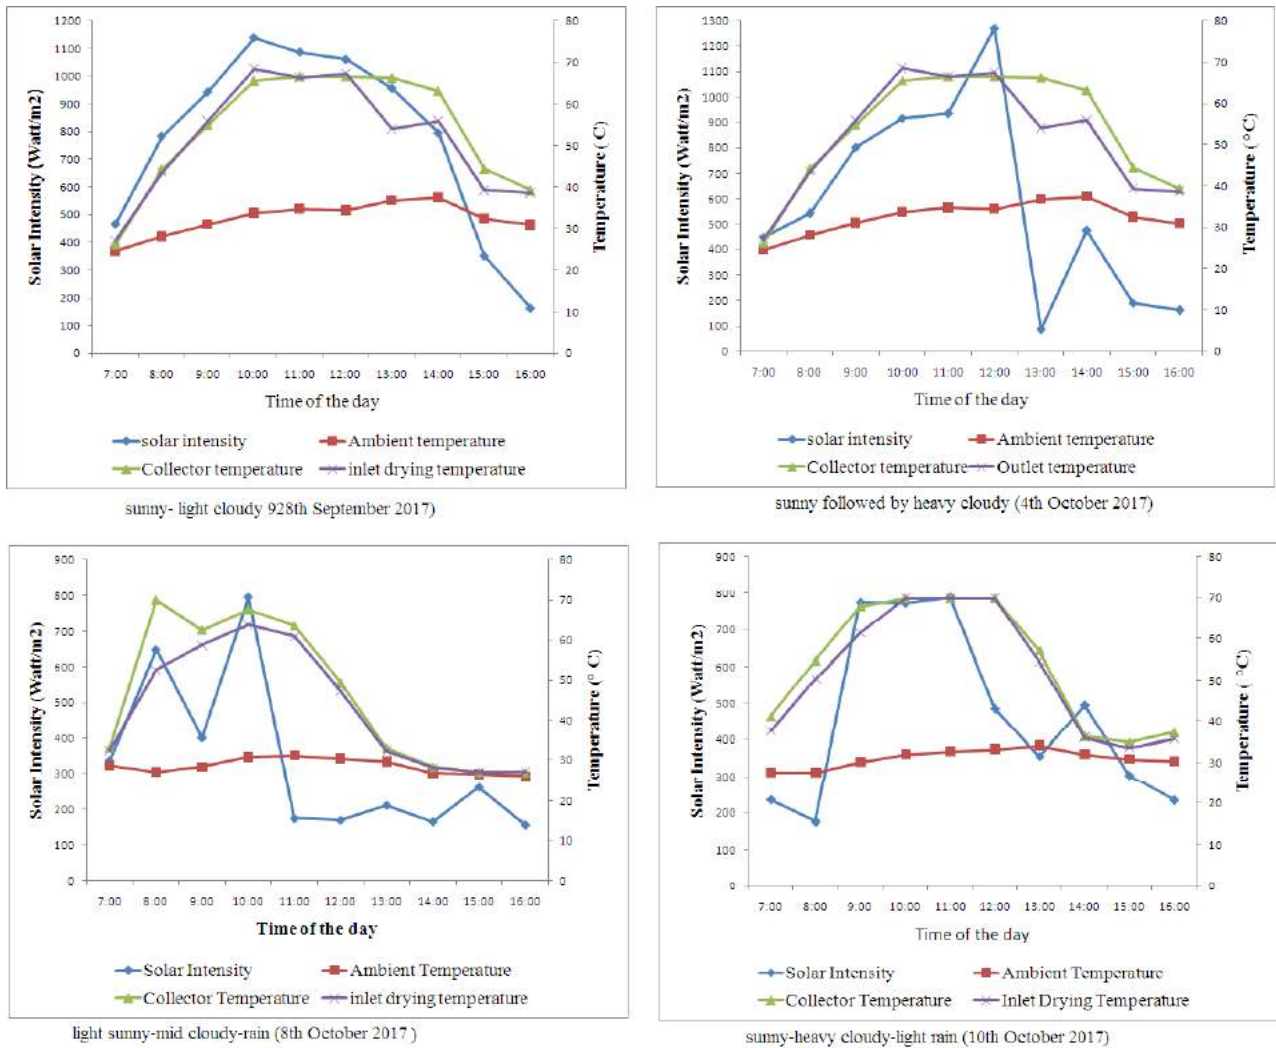 1200
1100
1000
900
800
700
600
500
400
300
200
100
0
Solar Intensity (Watt/m2)
80
70
60
50
40
30
20
10
0
Temperature ( C)
7:00 8:00 9:00 10:00 11:00 12:00 13:00 14:00 15:00 16:00
Time of the day
solar intensity Ambient temperature
Collector temperature inlet drying temperature
sunny- light cloudy 928th September 2017)
1300
1200
1100
1000
900
800
700
600
500
400
300
200
100
0
Solar Intensity (Watt/m2)
80
70
60
50
40
30
20
10
0
Temperature ( °C)
7:00 8:00 9:00 10:00 11:00 12:00 13:00 14:00 15:00 16:00
Time of the day
solar intensity Ambient temperature
Collector temperature Outlet temperature
sunny followed by heavy cloudy (4th October 2017)
900
800
700
600
500
400
300
200
100
0
Solar Intensity (Watt/m2)
80
70
60
50
40
30
20
10
0
Temperature (° C)
7:00 8:00 9:00 10:00 11:00 12:00 13:00 14:00 15:00 16:00
Time of the day
Solar Intensity Ambient Temperature
Collector Temperature inlet drying temperature
light sunny-mid cloudy-rain (8th October 2017 )
900
800
700
600
500
400
300
200
100
0
Solar Intensity (Watt/m2)
80
70
60
50
40
30
20
10
0
Temperature ( °C)
7:00 8:00 9:00 10:00 11:00 12:00 13:00 14:00 15:00 16:00
Time of the day
Solar Intensity Ambient Temperature
Collector Temperature Inlet Drying Temperature
sunny-heavy cloudy-light rain (10th October 2017)